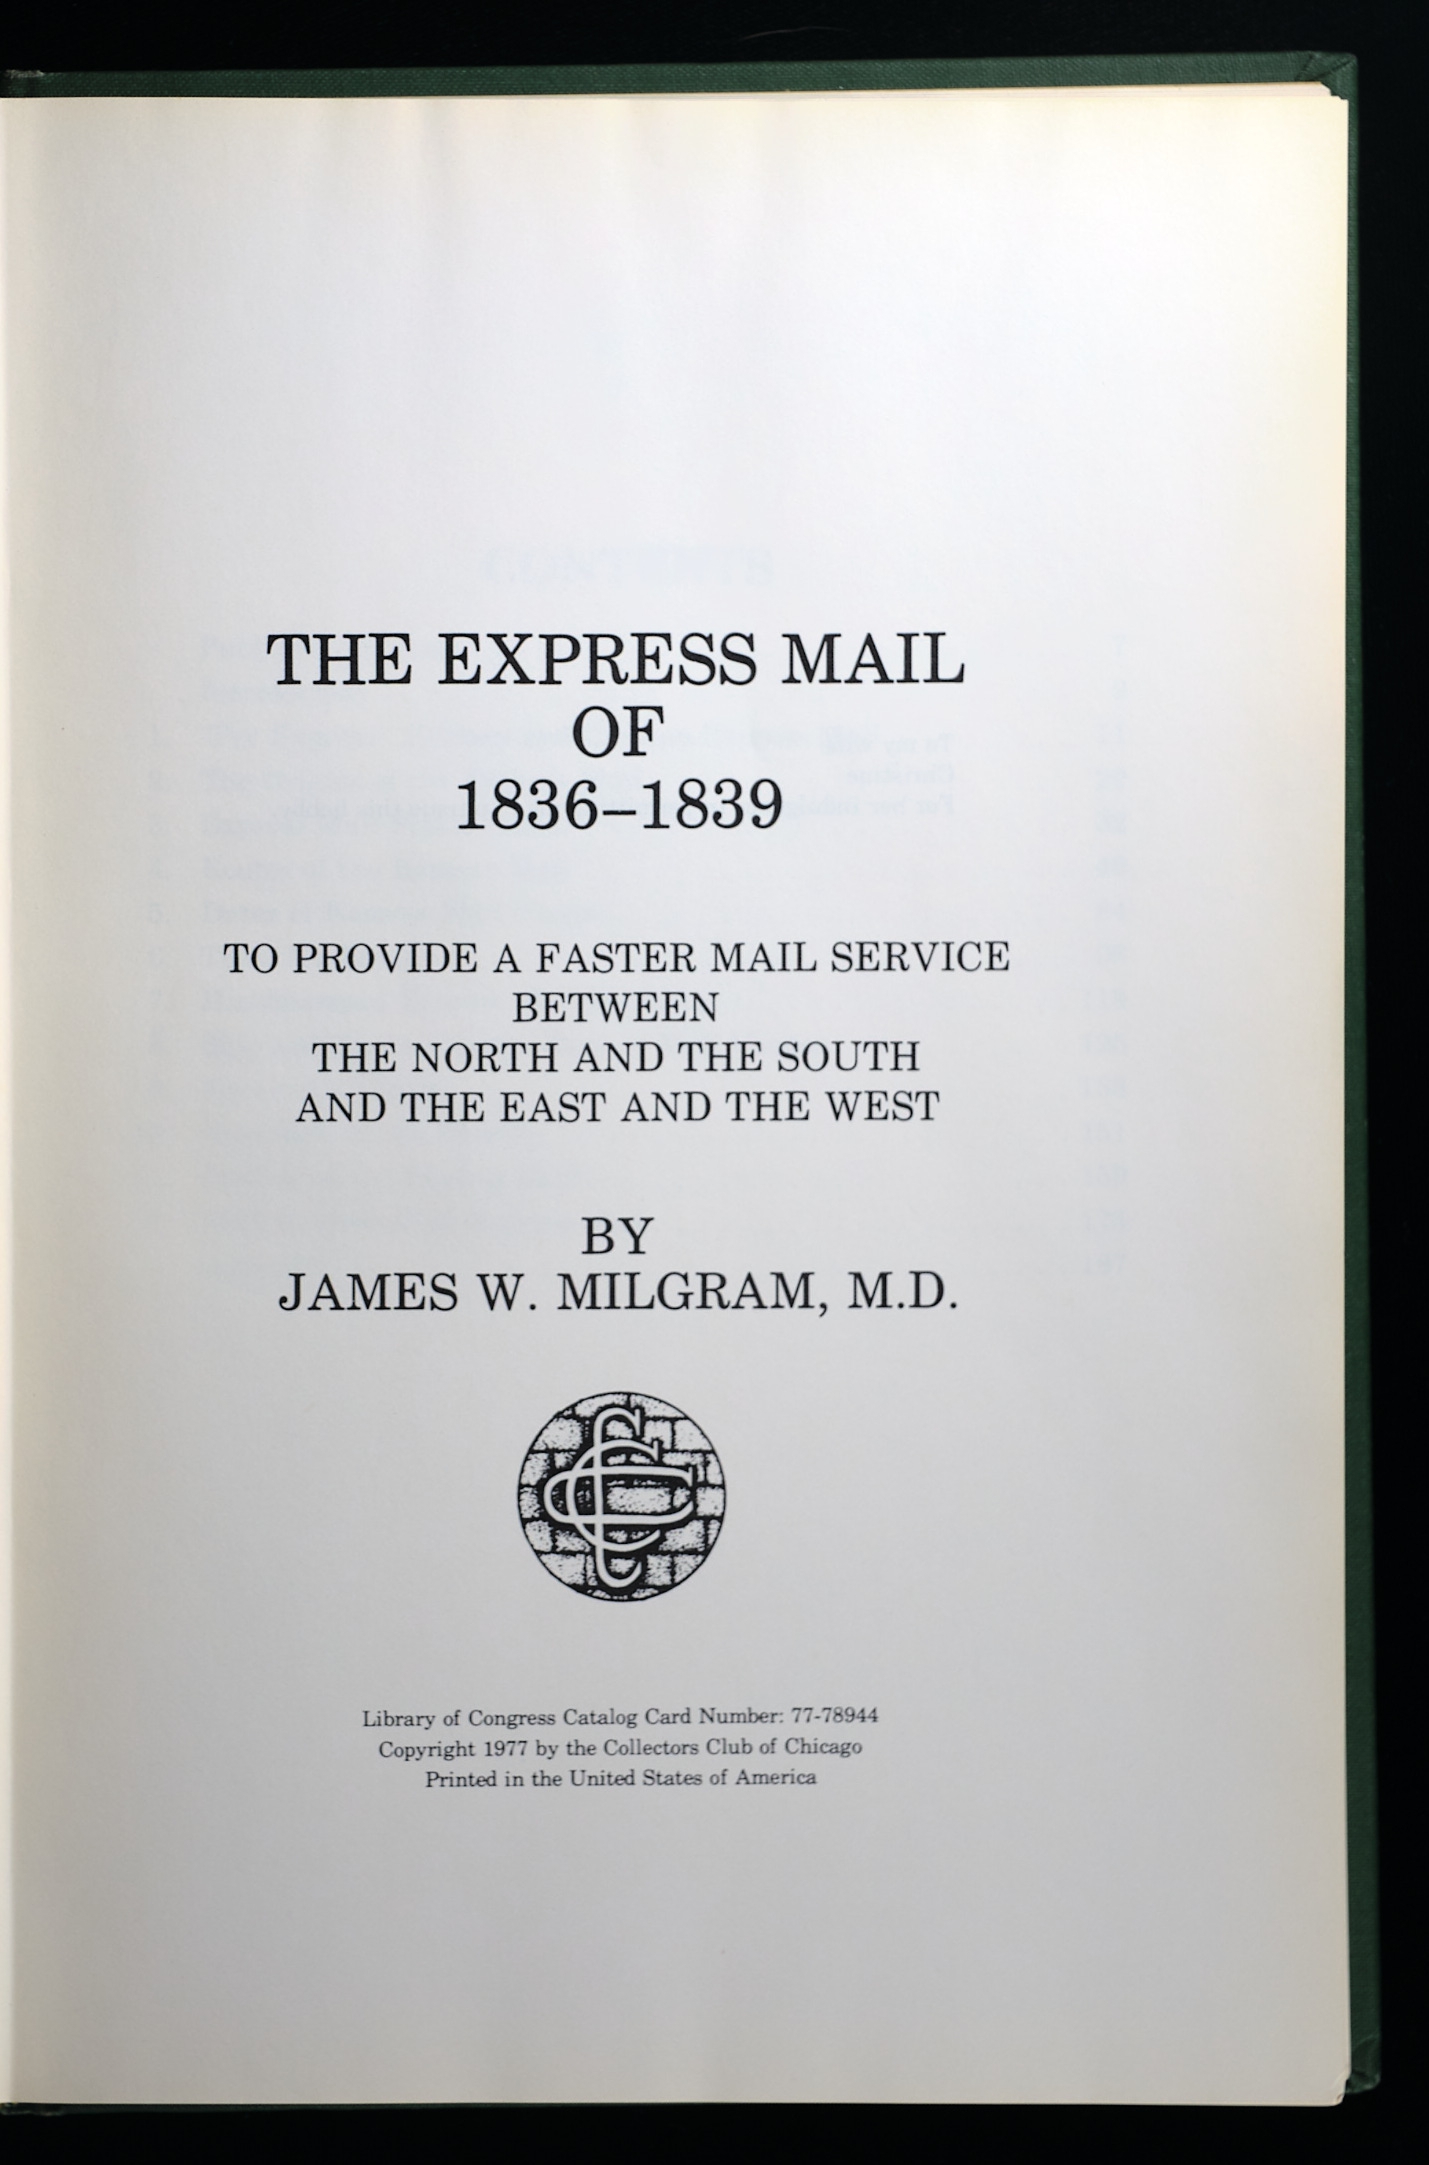 THE EXPRESS MAIL
OF
1836–1839
TO PROVIDE A FASTER MAIL SERVICE
BETWEEN
THE NORTH AND THE SOUTH
AND THE EAST AND THE WEST
BY
JAMES W. MILGRAM, M.D.
CCC
Library of Congress Catalog Card Number: 77-78944
Copyright 1977 by the Collectors Club of Chicago
Printed in the United States of America